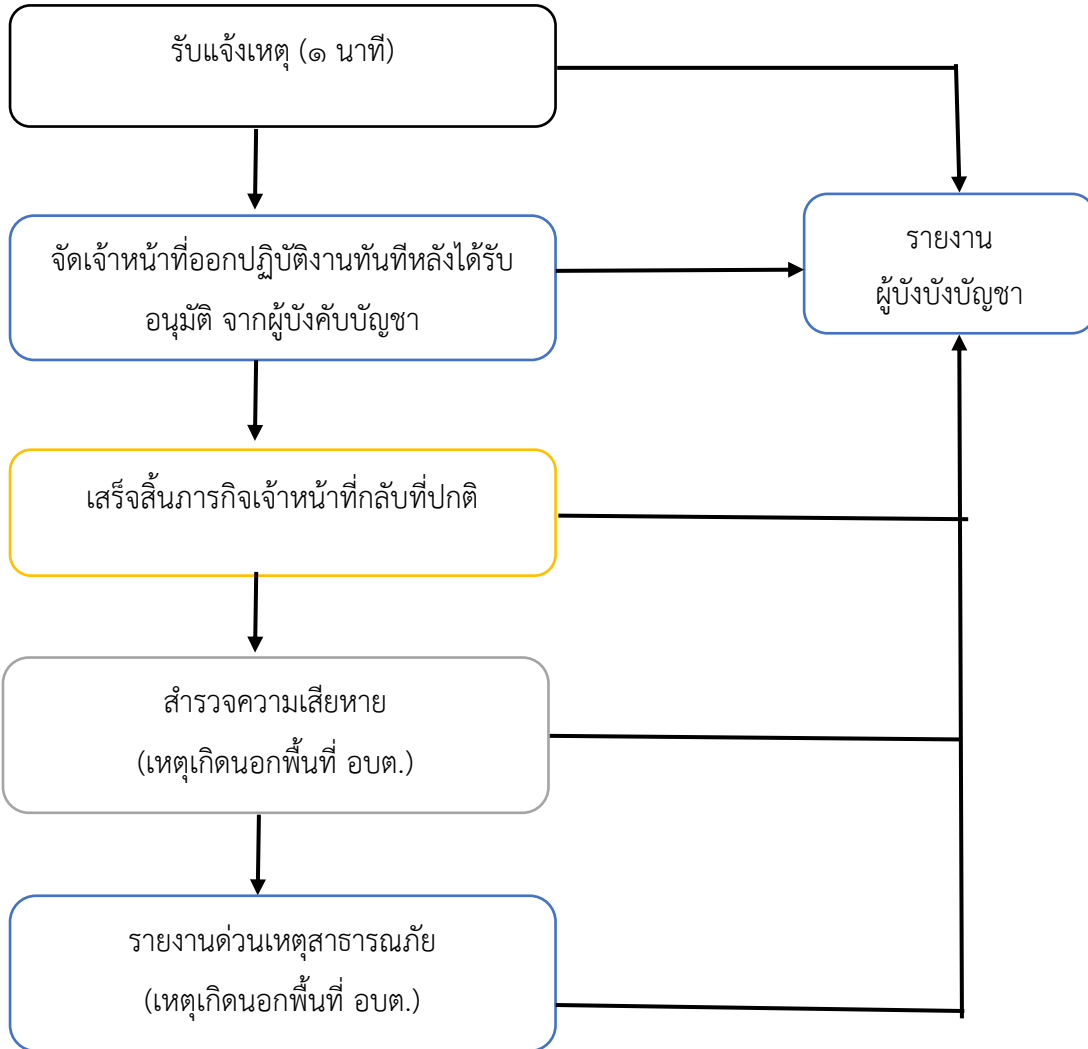 รับแจ้งเหตุ (๑ นาที)
จัดเจ้าหน้าที่ออกปฏิบัติงานทันทีหลังได้รับ
อนุมัติ จากผู้บังคับบัญชา
รายงาน
ผู้บังบังบัญชา
เสร็จสิ้นภารกิจเจ้าหน้าที่กลับที่ปกติ
สำรวจความเสียหาย
(เหตุเกิดนอกพื้นที่ อบต.)
รายงานด่วนเหตุสาธารณภัย
(เหตุเกิดนอกพื้นที่ อบต.)